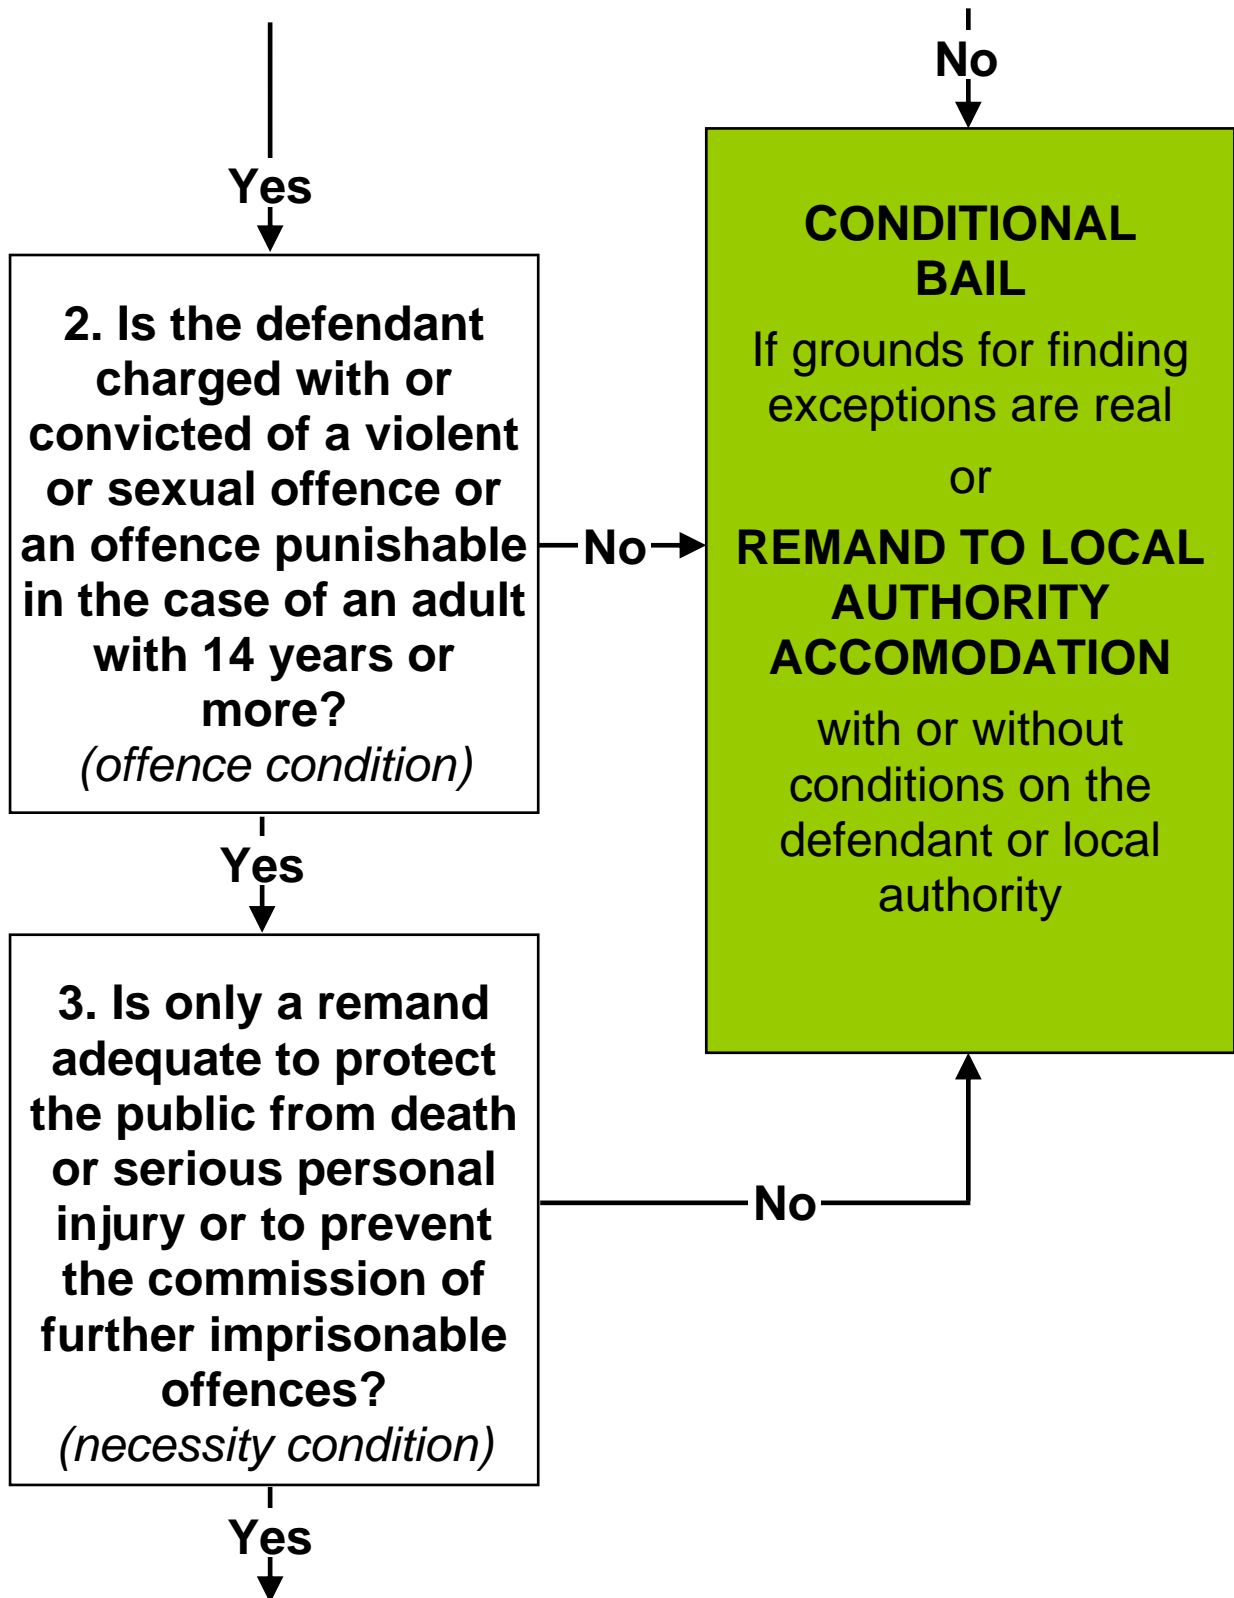 Yes
2. Is the defendant
charged with or
convicted of a violent
or sexual offence or
an offence punishable
in the case of an adult
with 14 years or
more?
(offence condition)
No
Yes
3. Is only a remand
adequate to protect
the public from death
or serious personal
injury or to prevent
the commission of
further imprisonable
offences?
(necessity condition)
No
Yes
No
CONDITIONAL
BAIL
If grounds for finding
exceptions are real
or
REMAND TO LOCAL
AUTHORITY
ACCOMODATION
with or without
conditions on the
defendant or local
authority